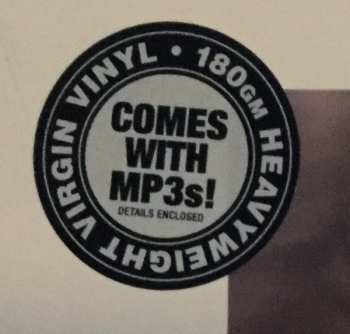 180GM HEAVYWEIGHT VIRGIN VINYL •
COMES
WITH
MP3s!
DETAILS ENCLOSED